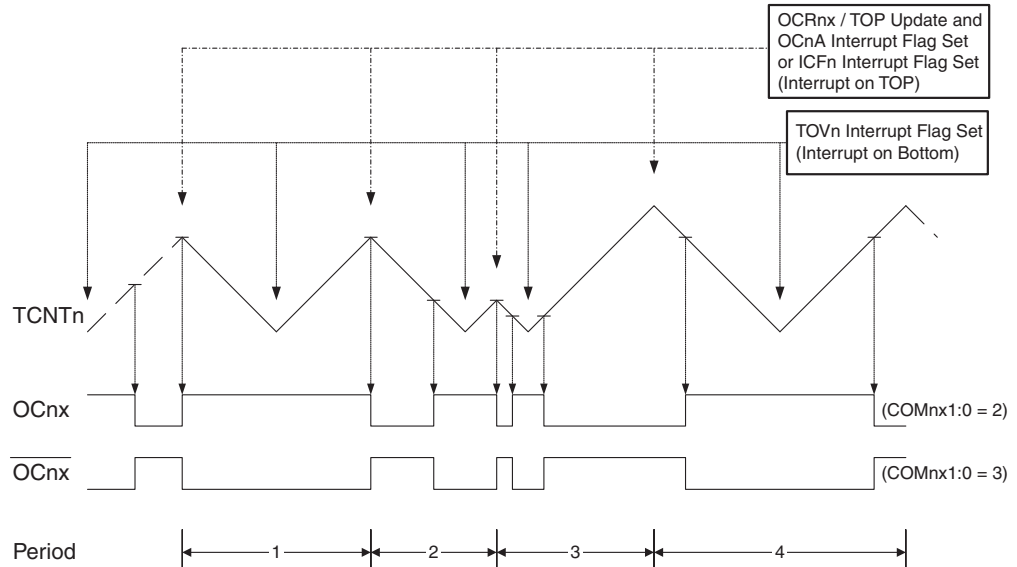 OCRnx / TOP Update and
OCnA Interrupt Flag Set
or ICFn Interrupt Flag Set
(Interrupt on TOP)
TOVn Interrupt Flag Set
(Interrupt on Bottom)
TCNTn
OCnx
(COMnx1:0 = 2)
OCnx
(COMnx1:0 = 3)
Period
1
2
3
4